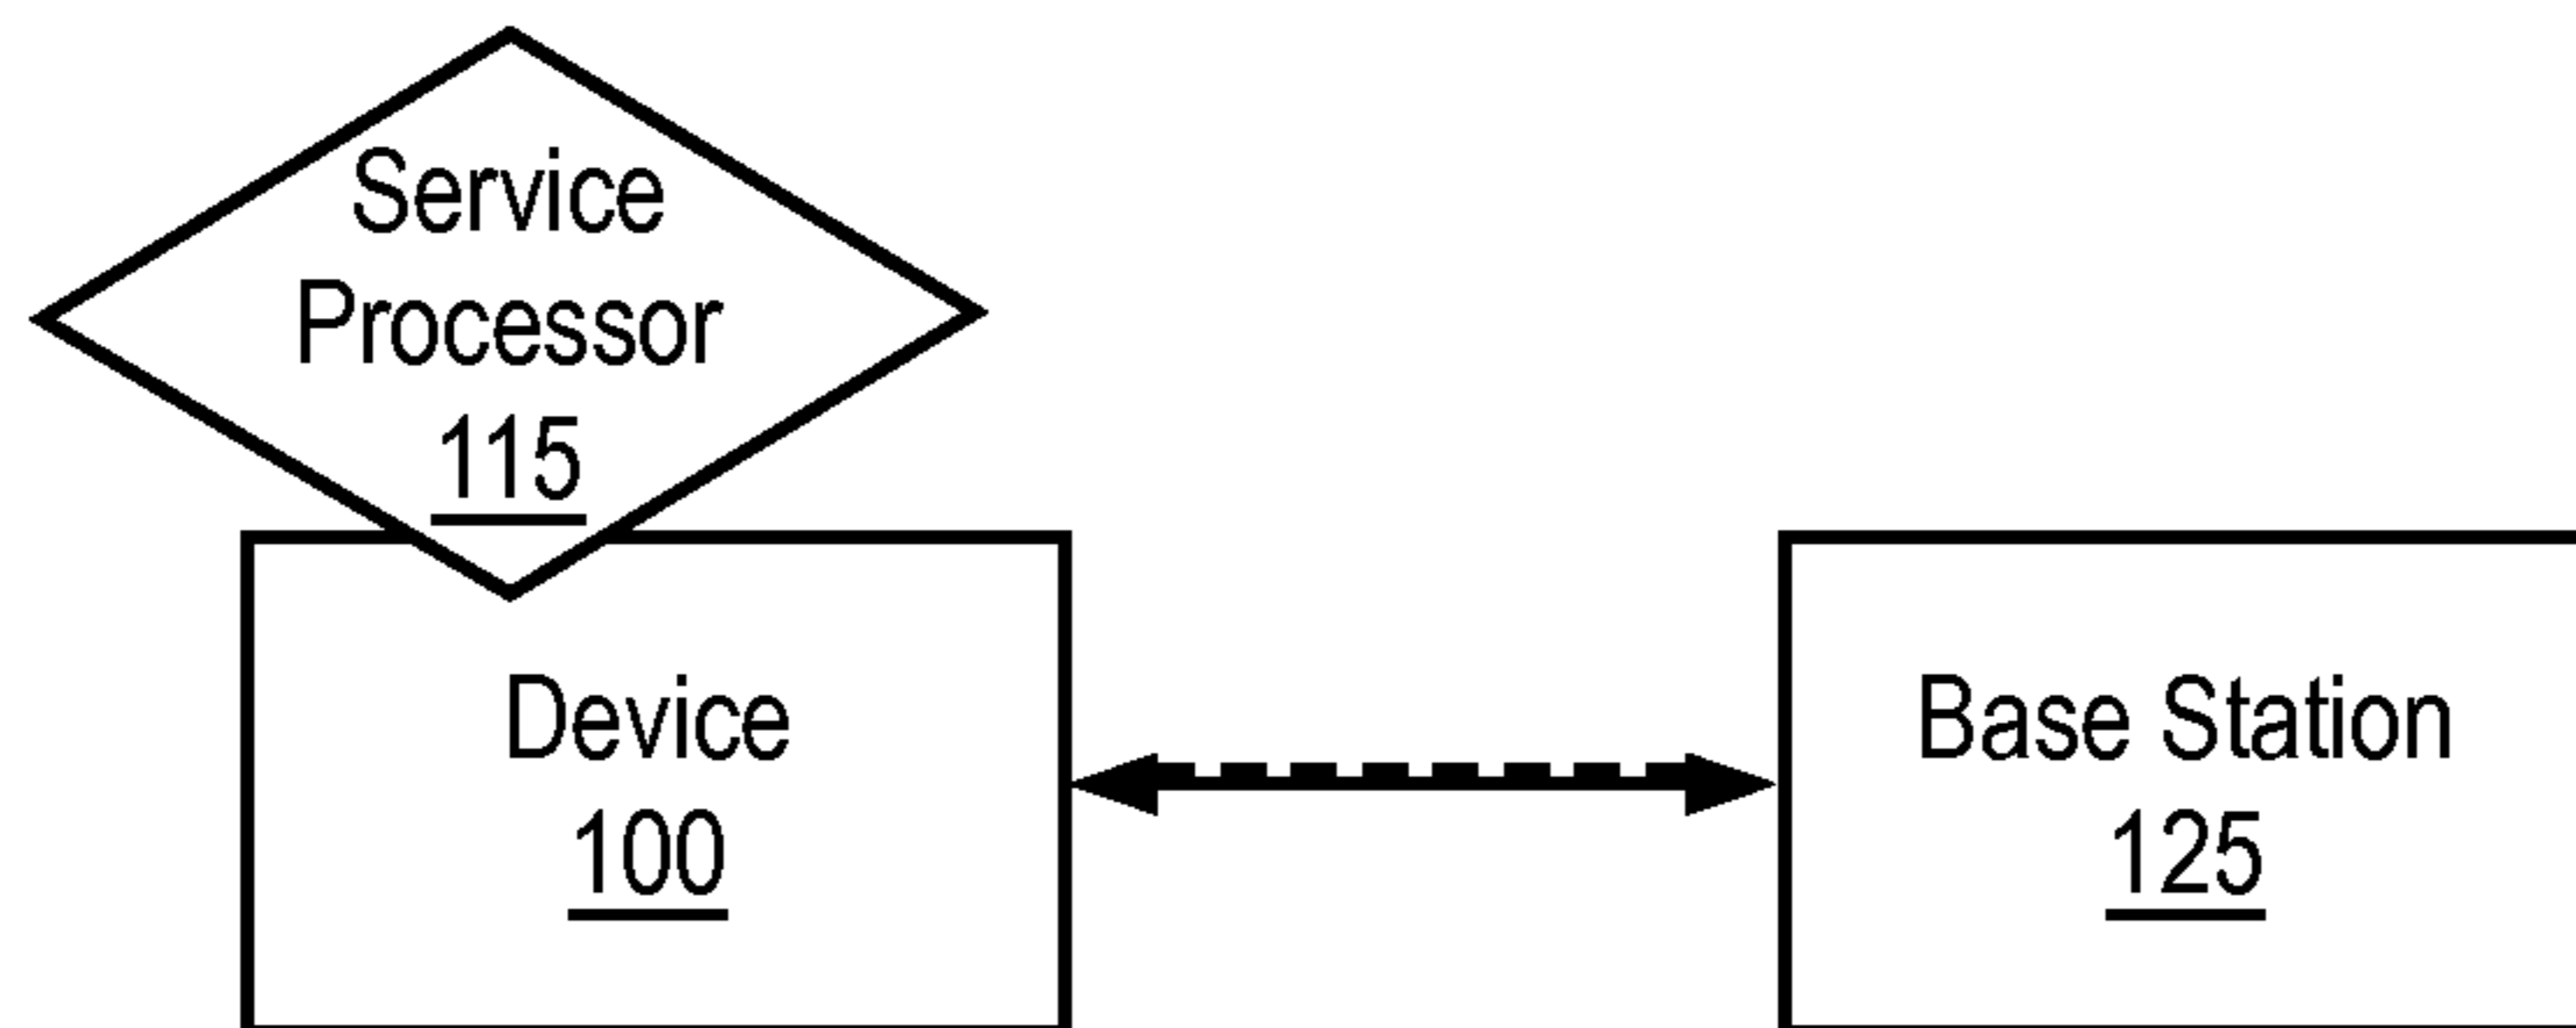 Service
Processor
115
Device
100
Base Station
125